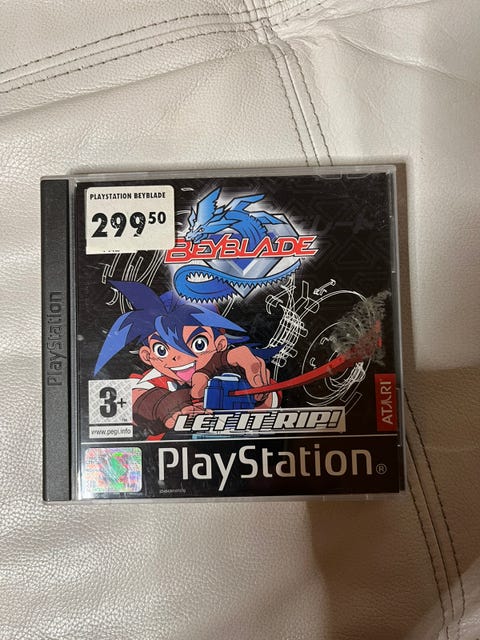 PLAYSTATION BEYBLADE
299 50
BEYBLADE
3+
www.pegi.info
LET IT RIP!
ATARI
PlayStation®
PlayStation